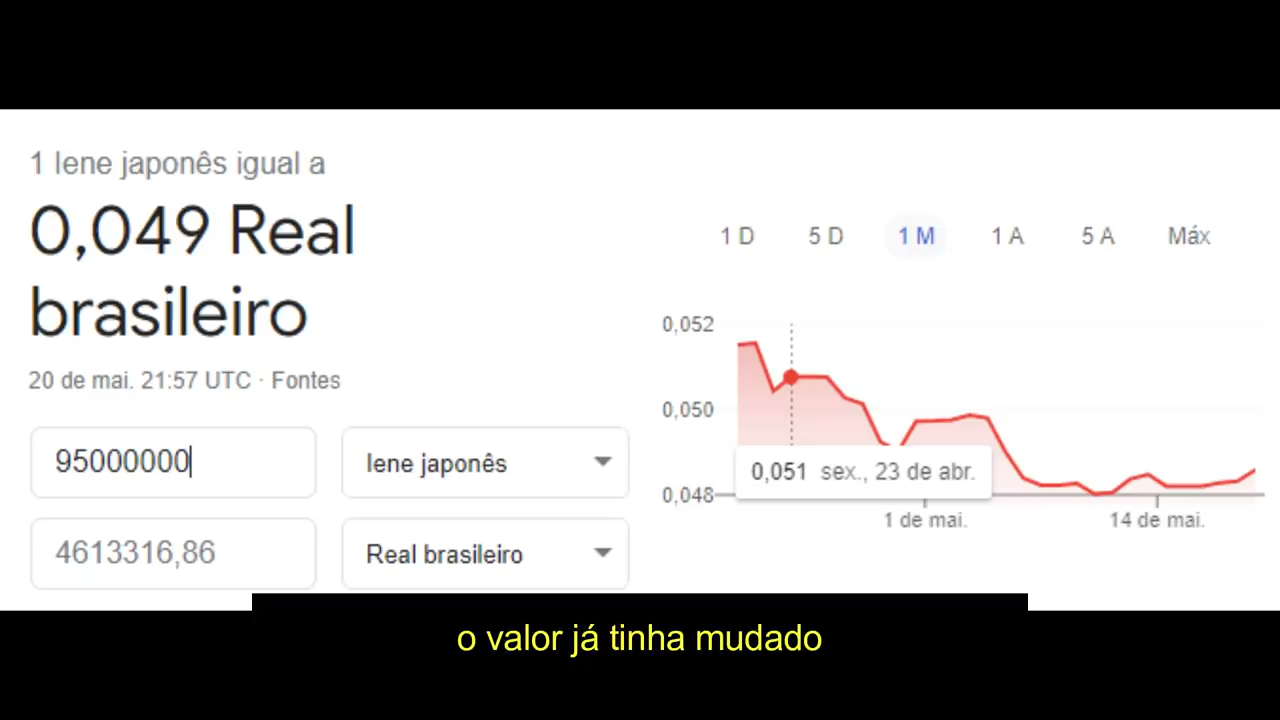 1 Iene japonês igual a
0,049 Real
brasileiro
20 de mai. 21:57 UTC · Fontes
95000000
Iene japonês
4613316,86
Real brasileiro
1 D 5 D 1 M 1 A 5 A Máx
0,052
0,050
0,048
0,051 sex., 23 de abr.
1 de mai. 14 de mai.
o valor já tinha mudado